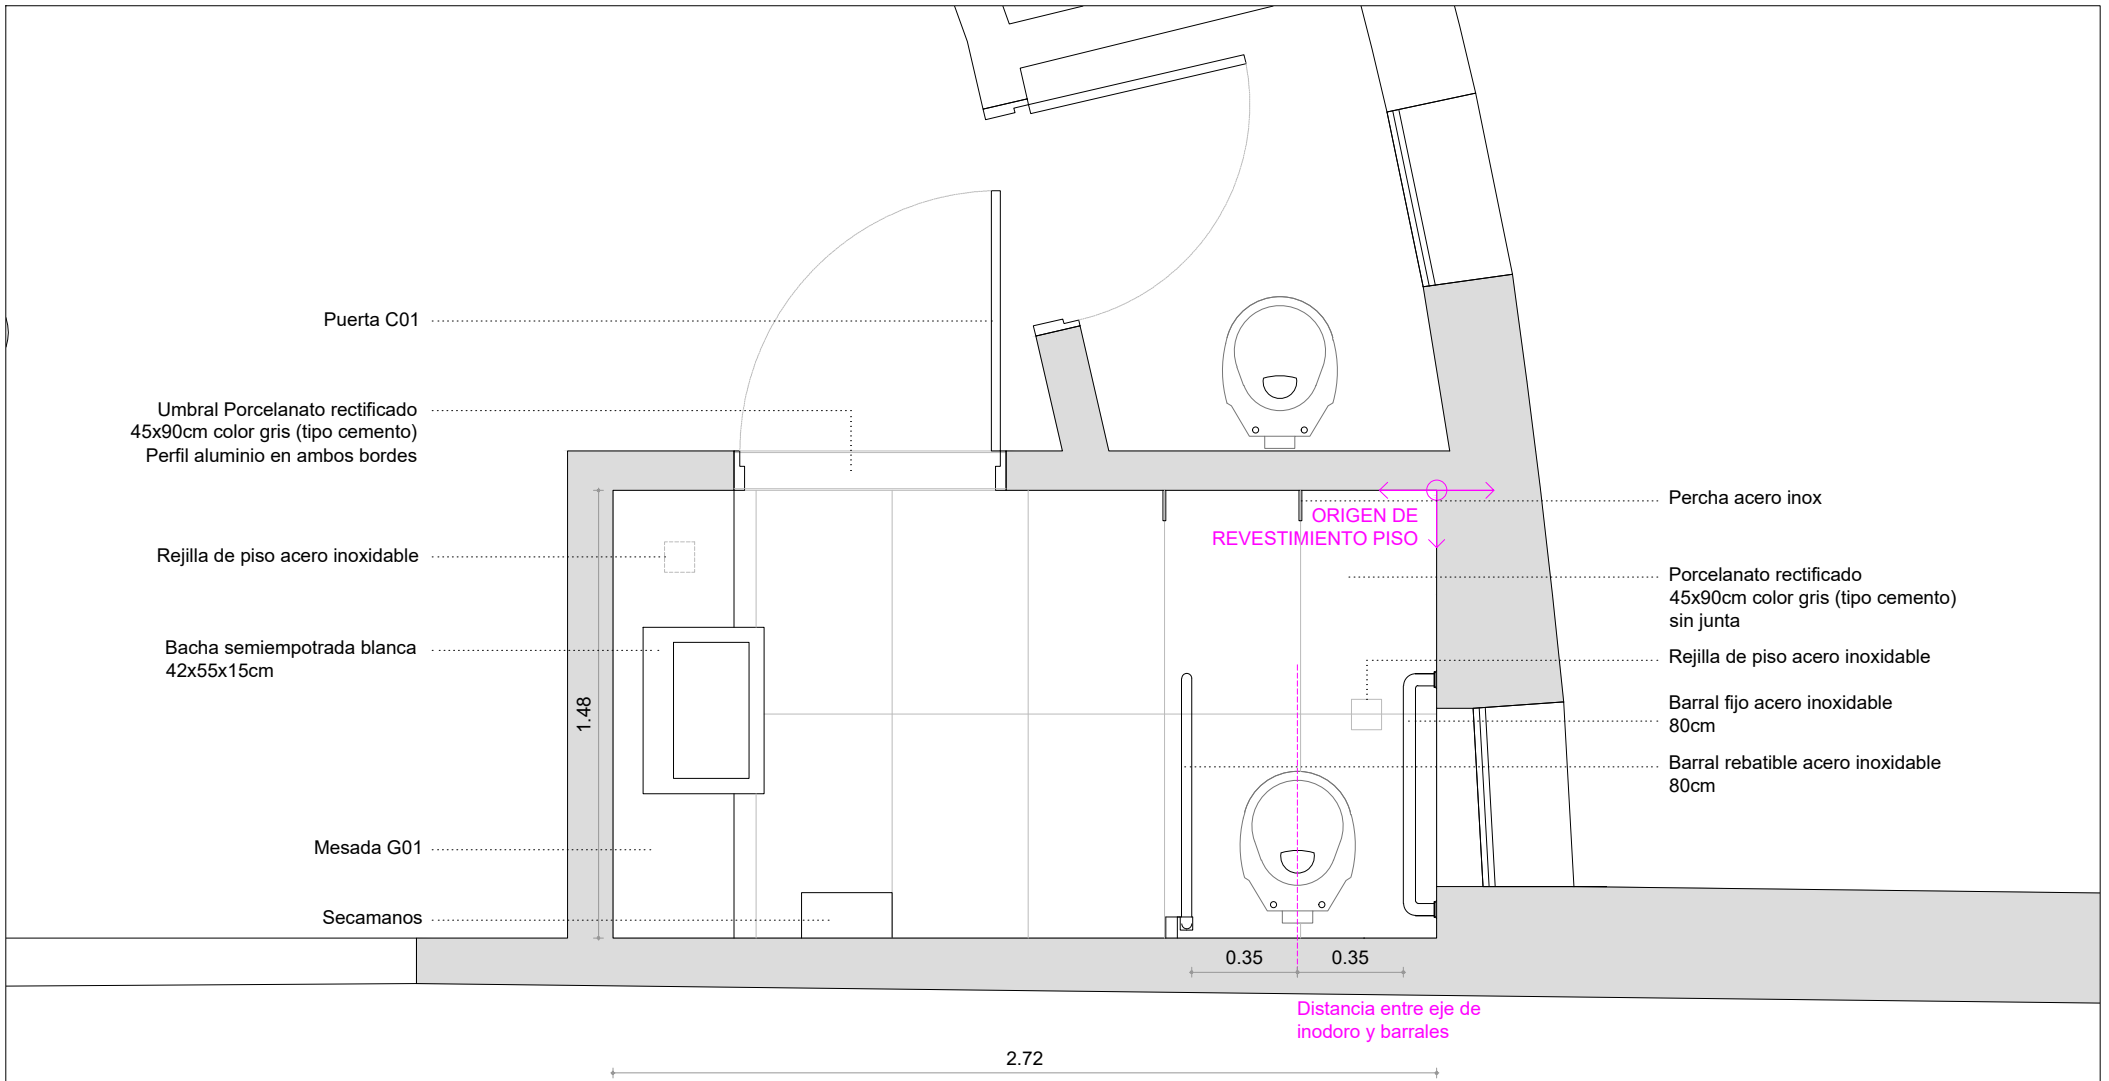 Puerta C01
Umbral Porcelanato rectificado
45x90cm color gris (tipo cemento)
Perfil aluminio en ambos bordes
Rejilla de piso acero inoxidable
Bacha semiempotrada blanca
42x55x15cm
1.48
Mesada G01
Secamanos
ORIGEN DE
REVESTIMIENTO PISO
Percha acero inox
Porcelanato rectificado
45x90cm color gris (tipo cemento)
sin junta
Rejilla de piso acero inoxidable
Barral fijo acero inoxidable
80cm
Barral rebatible acero inoxidable
80cm
0.35
0.35
Distancia entre eje de
inodoro y barrales
2.72